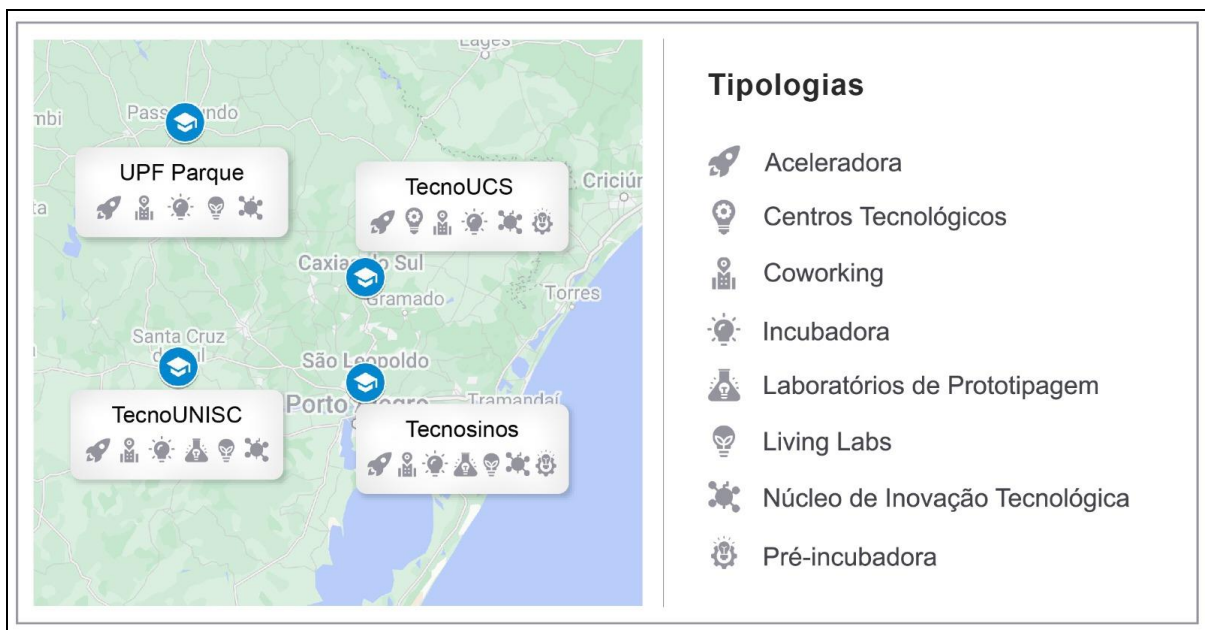 Lages
Passo Fundo
UPF Parque
TecnoUCS
Criciúm
Caxias do Sul
Gramado
Torres
Santa Cruz
do Sul
São Leopoldo
Porto Alegre
Tramandaí
TecnoUNISC
Tecnosinos
Tipologias
Aceleradora
Centros Tecnológicos
Coworking
Incubadora
Laboratórios de Prototipagem
Living Labs
Núcleo de Inovação Tecnológica
Pré-incubadora